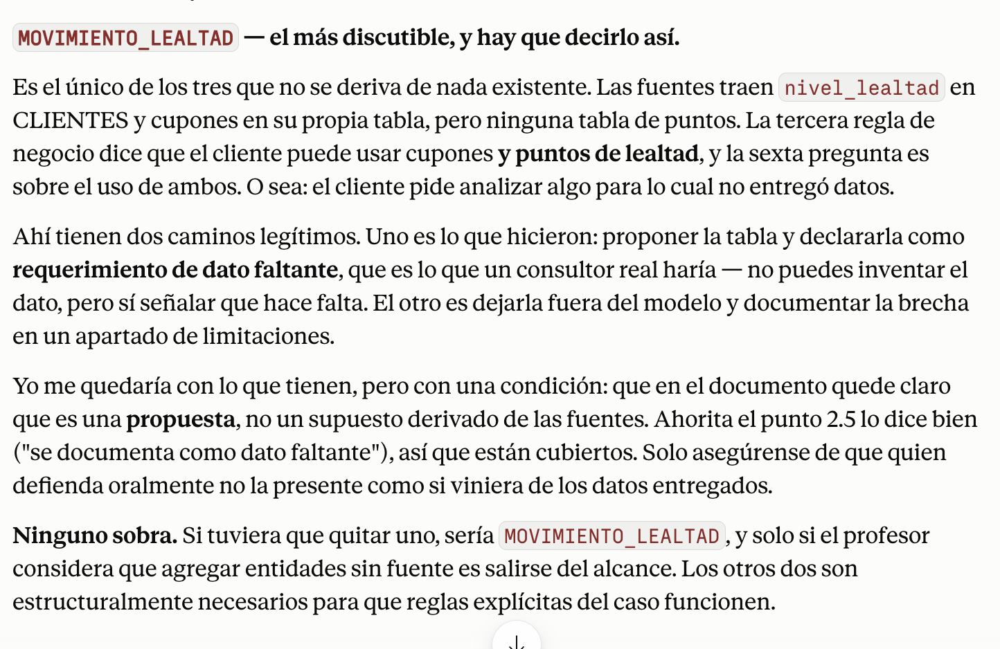 MOVIMIENTO_LEALTAD — el más discutible, y hay que decirlo así.
Es el único de los tres que no se deriva de nada existente. Las fuentes traen nivel_lealtad en
CLIENTES y cupones en su propia tabla, pero ninguna tabla de puntos. La tercera regla de
negocio dice que el cliente puede usar cupones y puntos de lealtad, y la sexta pregunta es
sobre el uso de ambos. O sea: el cliente pide analizar algo para lo cual no entregó datos.
Ahí tienen dos caminos legítimos. Uno es lo que hicieron: proponer la tabla y declararla como
requerimiento de dato faltante, que es lo que un consultor real haría — no puedes inventar el
dato, pero sí señalar que hace falta. El otro es dejarla fuera del modelo y documentar la brecha
en un apartado de limitaciones.
Yo me quedaría con lo que tienen, pero con una condición: que en el documento quede claro
que es una propuesta, no un supuesto derivado de las fuentes. Ahorita el punto 2.5 lo dice bien
("se documenta como dato faltante"), así que están cubiertos. Solo asegúrense de que quien
defienda oralmente no la presente como si viniera de los datos entregados.
Ninguno sobra. Si tuviera que quitar uno, sería MOVIMIENTO_LEALTAD, y solo si el profesor
considera que agregar entidades sin fuente es salirse del alcance. Los otros dos son
estructuralmente necesarios para que reglas explícitas del caso funcionen.